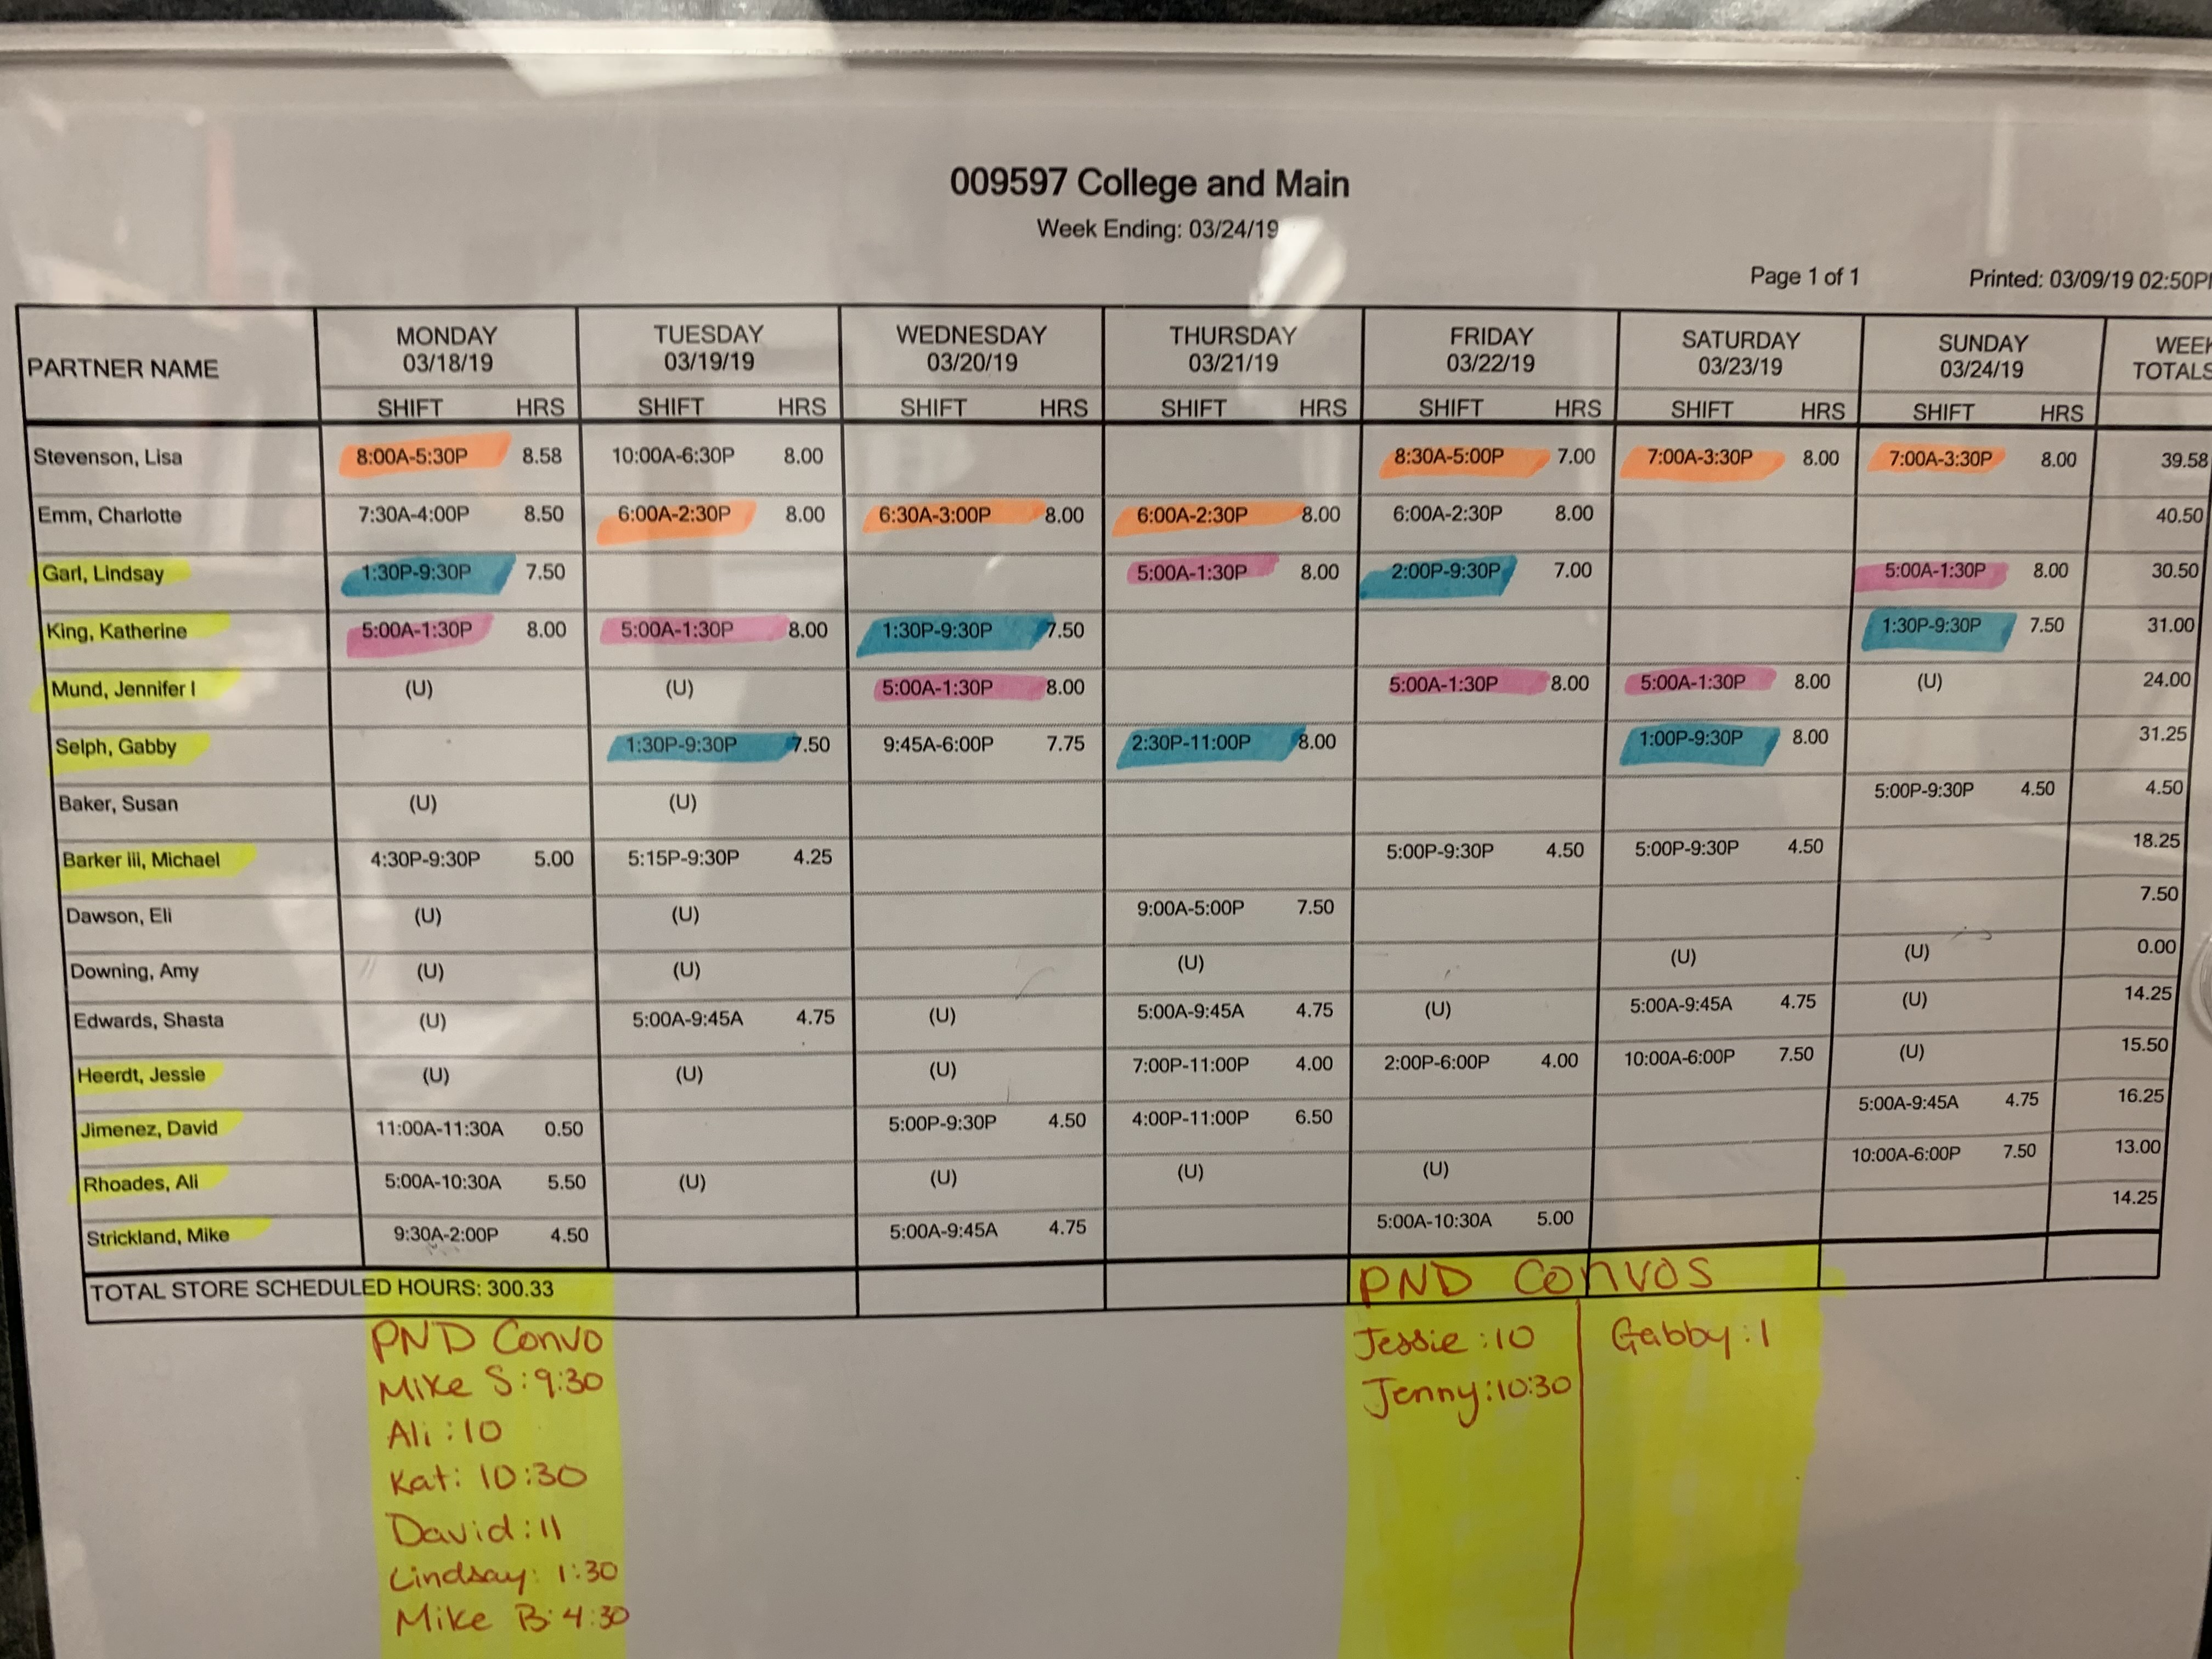 009597 College and Main
Week Ending: 03/24/19
Page 1 of 1 Printed: 03/09/19 02:50P
PARTNER NAME MONDAY 03/18/19 TUESDAY 03/19/19 WEDNESDAY 03/20/19 THURSDAY 03/21/19 FRIDAY 03/22/19 SATURDAY 03/23/19 SUNDAY 03/24/19 WEEK TOTALS
SHIFT HRS SHIFT HRS SHIFT HRS SHIFT HRS SHIFT HRS SHIFT HRS SHIFT HRS
Stevenson, Lisa 8:00A-5:30P 8.58 10:00A-6:30P 8.00 8:30A-5:00P 7.00 7:00A-3:30P 8.00 7:00A-3:30P 8.00 39.58
Emm, Charlotte 7:30A-4:00P 8.50 6:00A-2:30P 8.00 6:30A-3:00P 8.00 6:00A-2:30P 8.00 6:00A-2:30P 8.00 40.50
Garl, Lindsay 1:30P-9:30P 7.50 5:00A-1:30P 8.00 2:00P-9:30P 7.00 5:00A-1:30P 8.00 30.50
King, Katherine 5:00A-1:30P 8.00 5:00A-1:30P 8.00 1:30P-9:30P 7.50 1:30P-9:30P 7.50 31.00
Mund, Jennifer I (U) (U) 5:00A-1:30P 8.00 5:00A-1:30P 8.00 5:00A-1:30P 8.00 (U) 24.00
Selph, Gabby 1:30P-9:30P 7.50 9:45A-6:00P 7.75 2:30P-11:00P 8.00 1:00P-9:30P 8.00 31.25
Baker, Susan (U) (U) 5:00P-9:30P 4.50 4.50
Barker iii, Michael 4:30P-9:30P 5.00 5:15P-9:30P 4.25 5:00P-9:30P 4.50 5:00P-9:30P 4.50 18.25
Dawson, Eli (U) (U) 9:00A-5:00P 7.50 7.50
Downing, Amy (U) (U) (U) (U) (U) 0.00
Edwards, Shasta (U) 5:00A-9:45A 4.75 (U) 5:00A-9:45A 4.75 (U) 5:00A-9:45A 4.75 (U) 14.25
Heerdt, Jessie (U) (U) (U) 7:00P-11:00P 4.00 2:00P-6:00P 4.00 10:00A-6:00P 7.50 (U) 15.50
Jimenez, David 11:00A-11:30A 0.50 5:00P-9:30P 4.50 4:00P-11:00P 6.50 5:00A-9:45A 4.75 16.25
Rhoades, Ali 5:00A-10:30A 5.50 (U) (U) (U) (U) 10:00A-6:00P 7.50 13.00
Strickland, Mike 9:30A-2:00P 4.50 5:00A-9:45A 4.75 5:00A-10:30A 5.00 14.25
TOTAL STORE SCHEDULED HOURS: 300.33
PND Convo
Mike S: 9:30
Ali: 10
Kat: 10:30
David: 11
Lindsay: 1:30
Mike B: 4:30
PND Convos
Jessie: 10
Jenny: 10:30
Gabby: 1